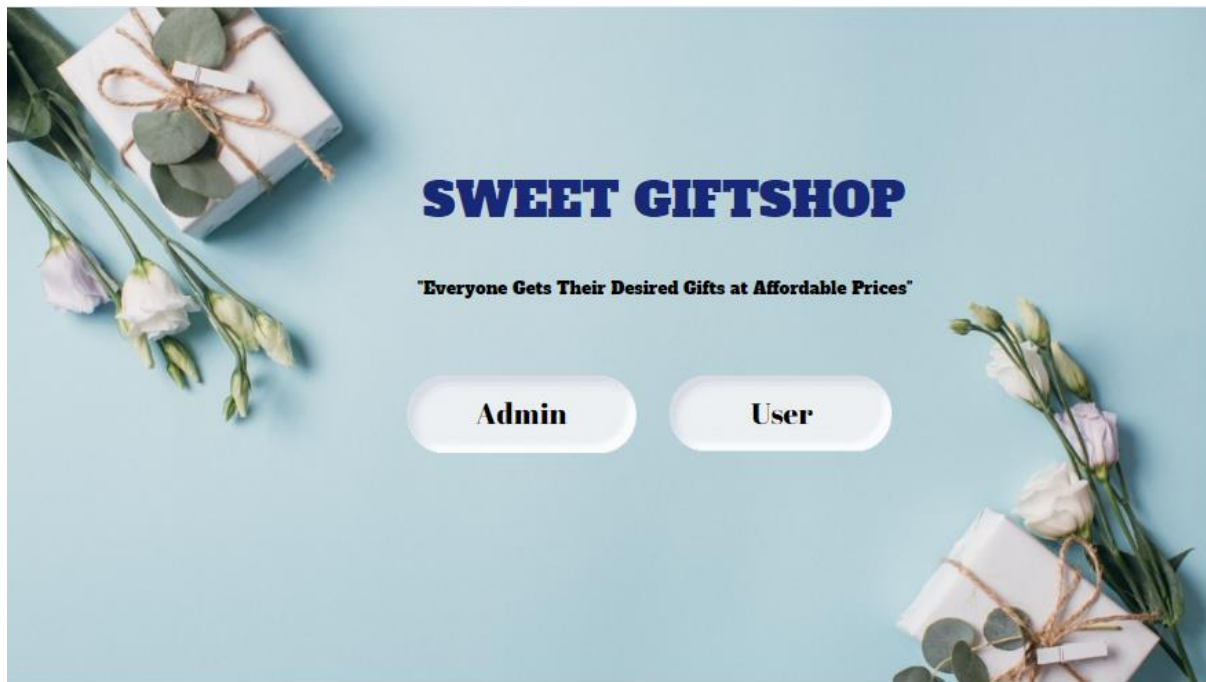 SWEET GIFTSHOP
"Everyone Gets Their Desired Gifts at Affordable Prices"
Admin User